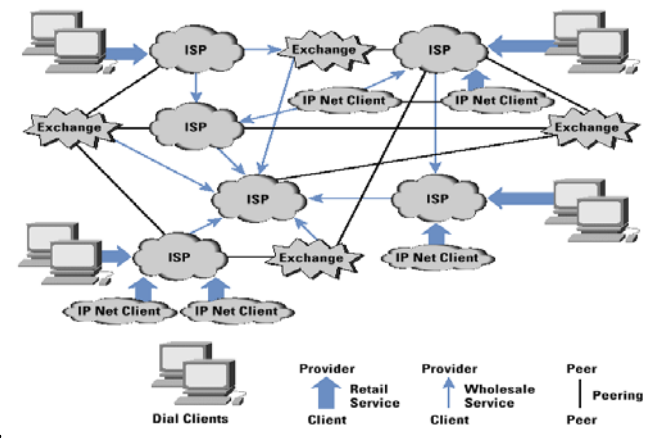 ISP
Exchange
ISP
IP Net Client
IP Net Client
Exchange
ISP
Exchange
ISP
ISP
ISP
Exchange
IP Net Client
IP Net Client
IP Net Client
Dial Clients
Provider
Retail
Service
Client
Provider
Wholesale
Service
Client
Peer
Peering
Peer